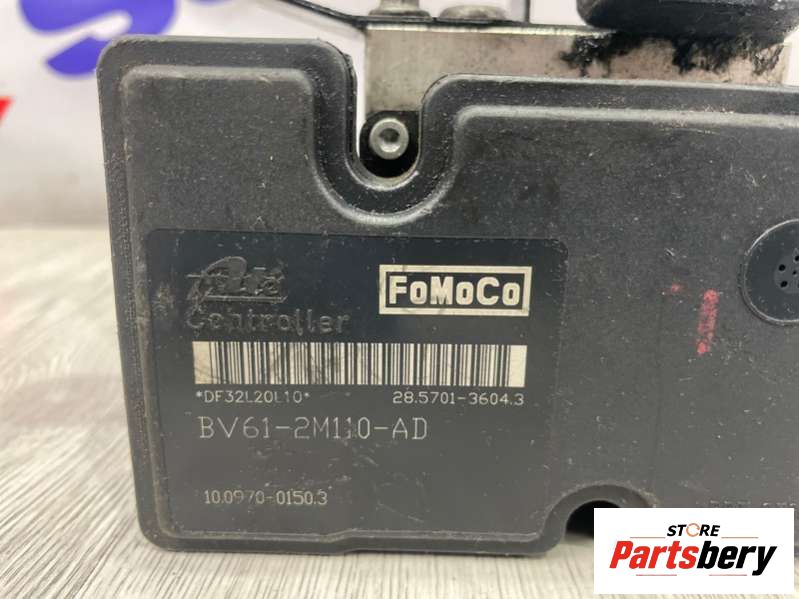 Ate
FoMoCo
Controller
*DF32L20L10* 28.5701-3604.3
BV61-2M110-AD
10.0970-0150.3
STORE
Partsbery